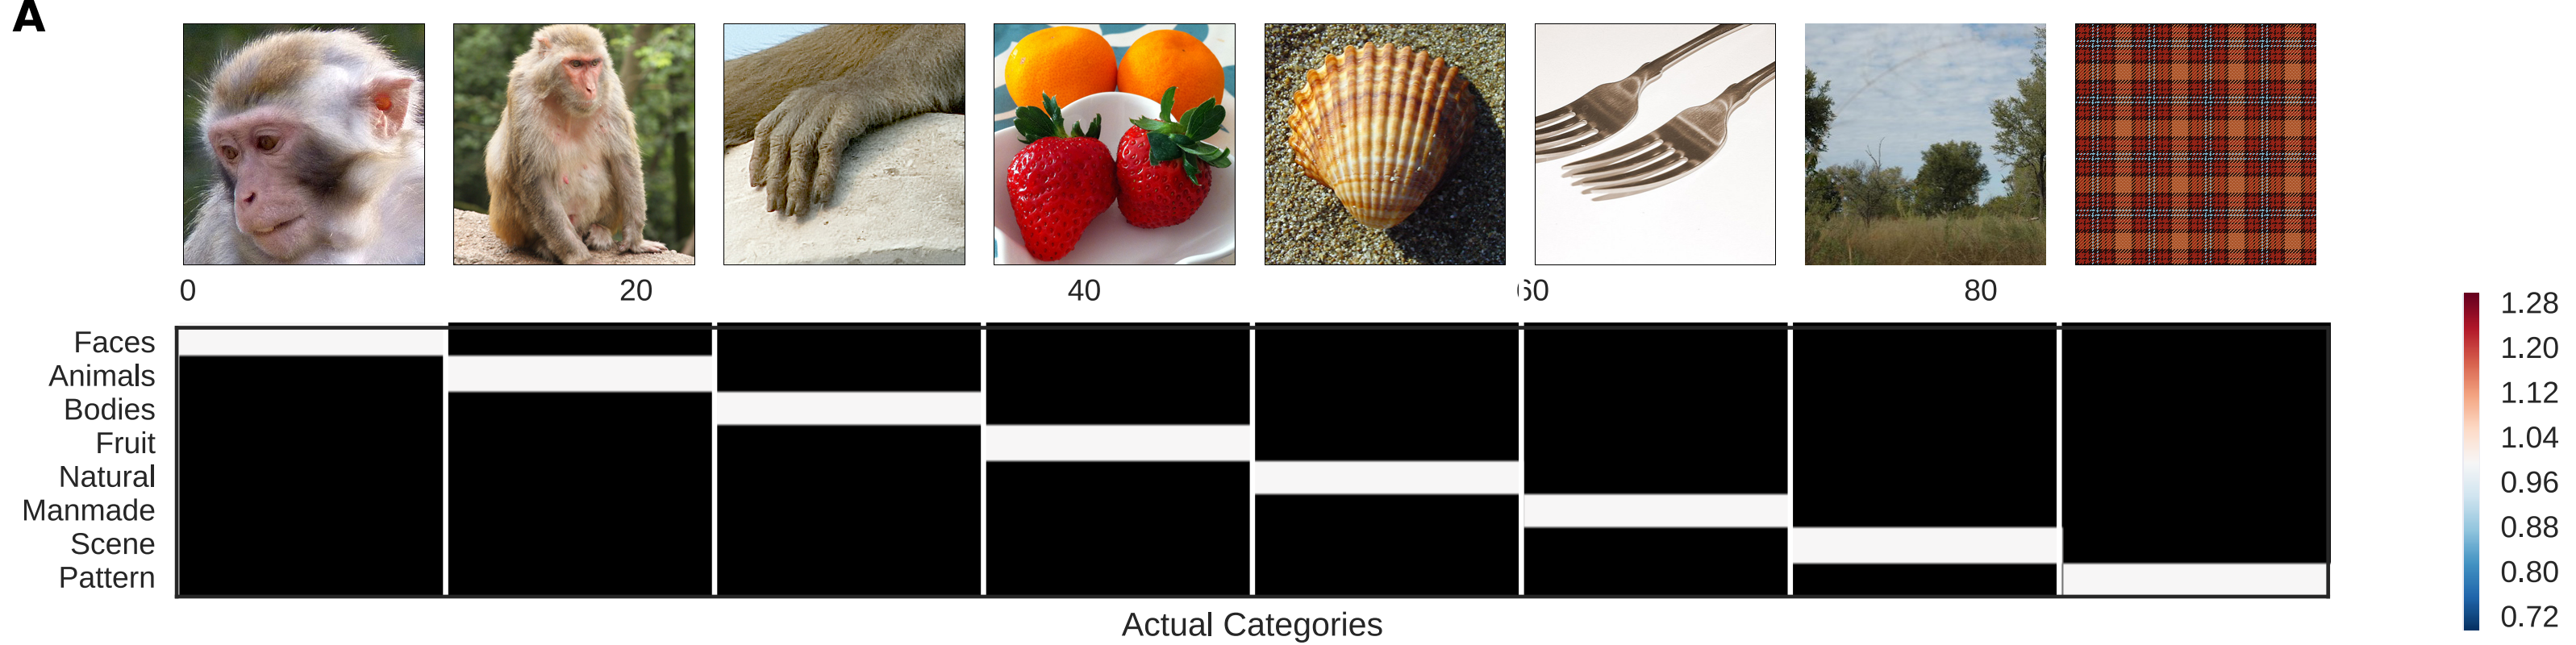 A
0 20 40 60 80
Faces
Animals
Bodies
Fruit
Natural
Manmade
Scene
Pattern
Actual Categories
1.28
1.20
1.12
1.04
0.96
0.88
0.80
0.72